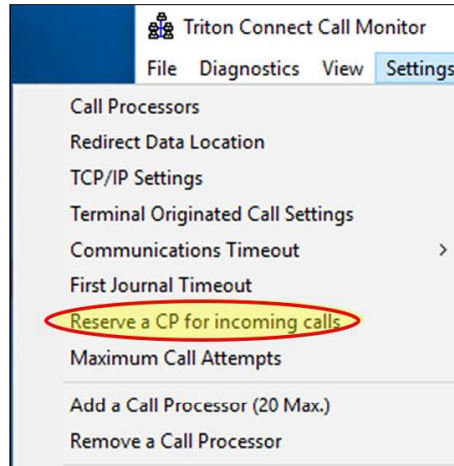 Triton Connect Call Monitor
File Diagnostics View Settings
Call Processors
Redirect Data Location
TCP/IP Settings
Terminal Originated Call Settings
Communications Timeout >
First Journal Timeout
Reserve a CP for incoming calls
Maximum Call Attempts
Add a Call Processor (20 Max.)
Remove a Call Processor